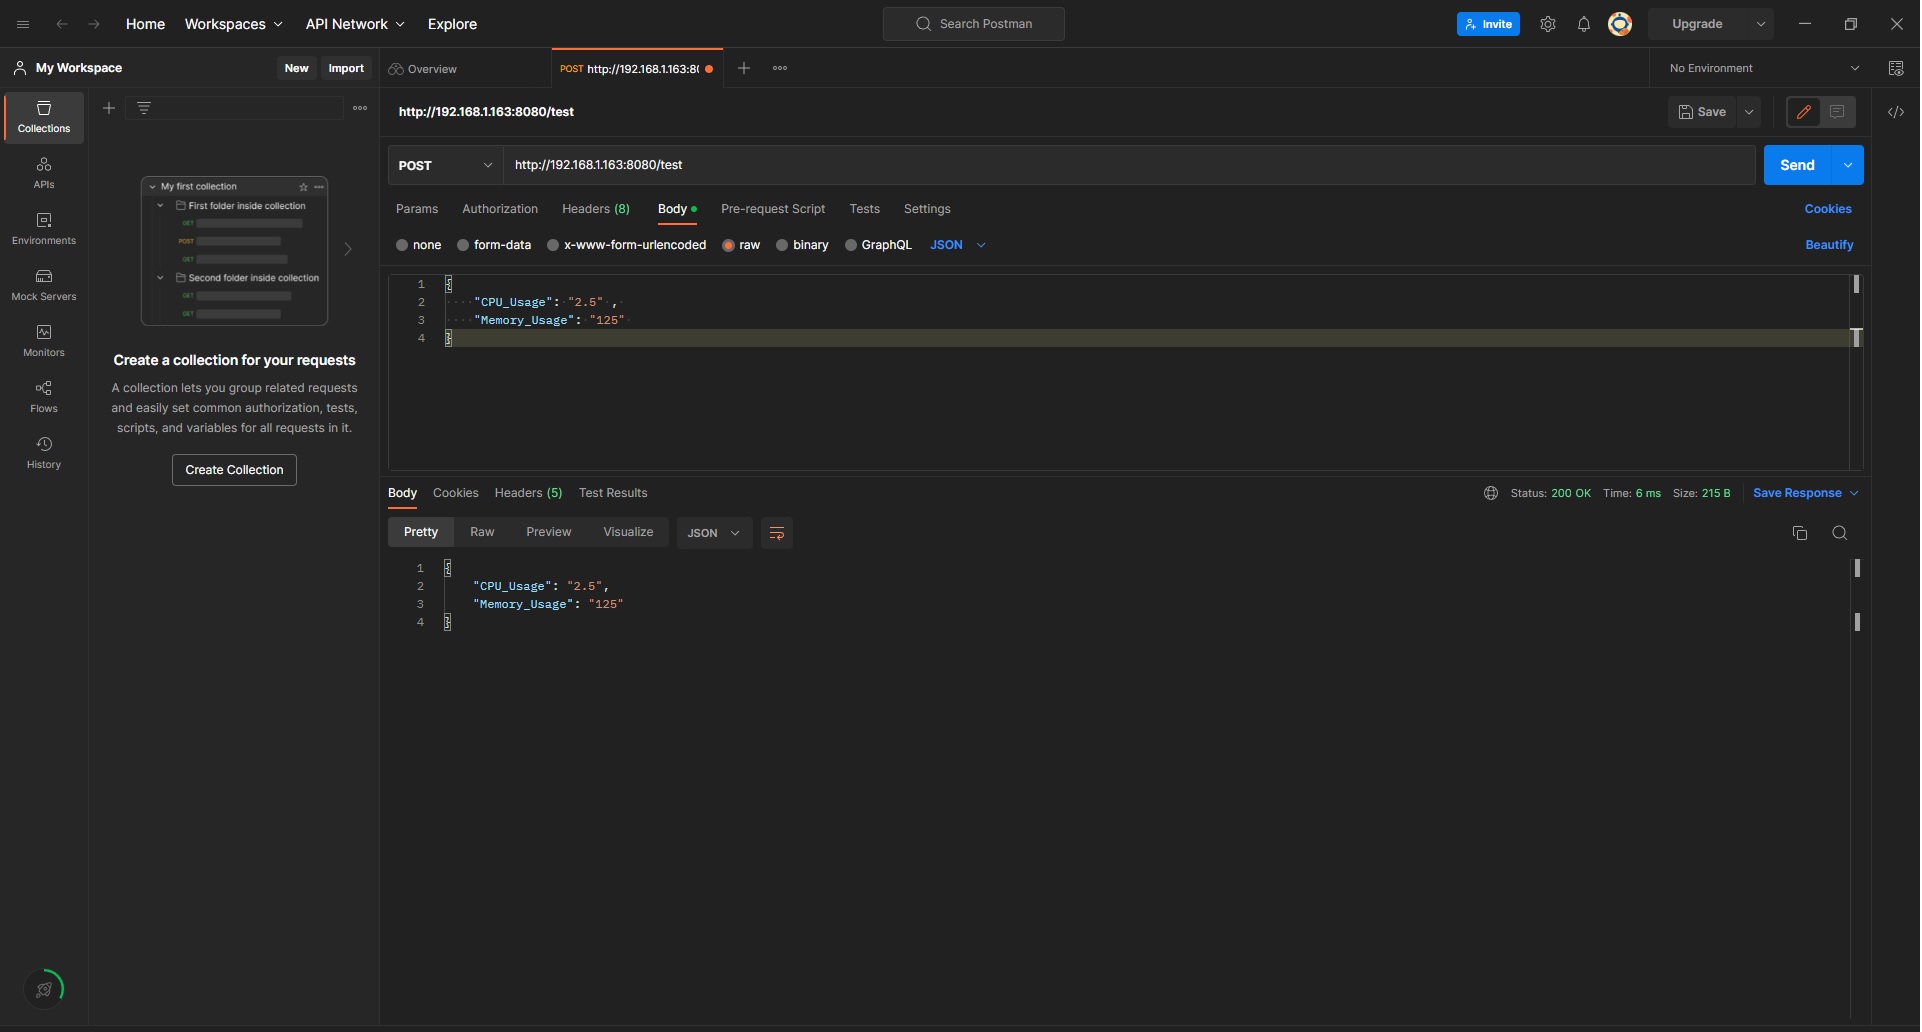 Home Workspaces API Network Explore Search Postman Invite Upgrade
My Workspace New Import Overview POST http://192.168.1.163:8( No Environment
http://192.168.1.163:8080/test Save
POST http://192.168.1.163:8080/test Send
Params Authorization Headers (8) Body Pre-request Script Tests Settings Cookies
none form-data x-www-form-urlencoded raw binary GraphQL JSON Beautify
1 {
2 "CPU_Usage": "2.5" ,
3 "Memory_Usage": "125"
4 }
Body Cookies Headers (5) Test Results Status: 200 OK Time: 6 ms Size: 215 B Save Response
Pretty Raw Preview Visualize JSON
1 {
2 "CPU_Usage": "2.5",
3 "Memory_Usage": "125"
4 }
Collections
APIs
Environments
Mock Servers
Monitors
Flows
History
My first collection
First folder inside collection
GET
POST
GET
Second folder inside collection
GET
GET
Create a collection for your requests
A collection lets you group related requests
and easily set common authorization, tests,
scripts, and variables for all requests in it.
Create Collection